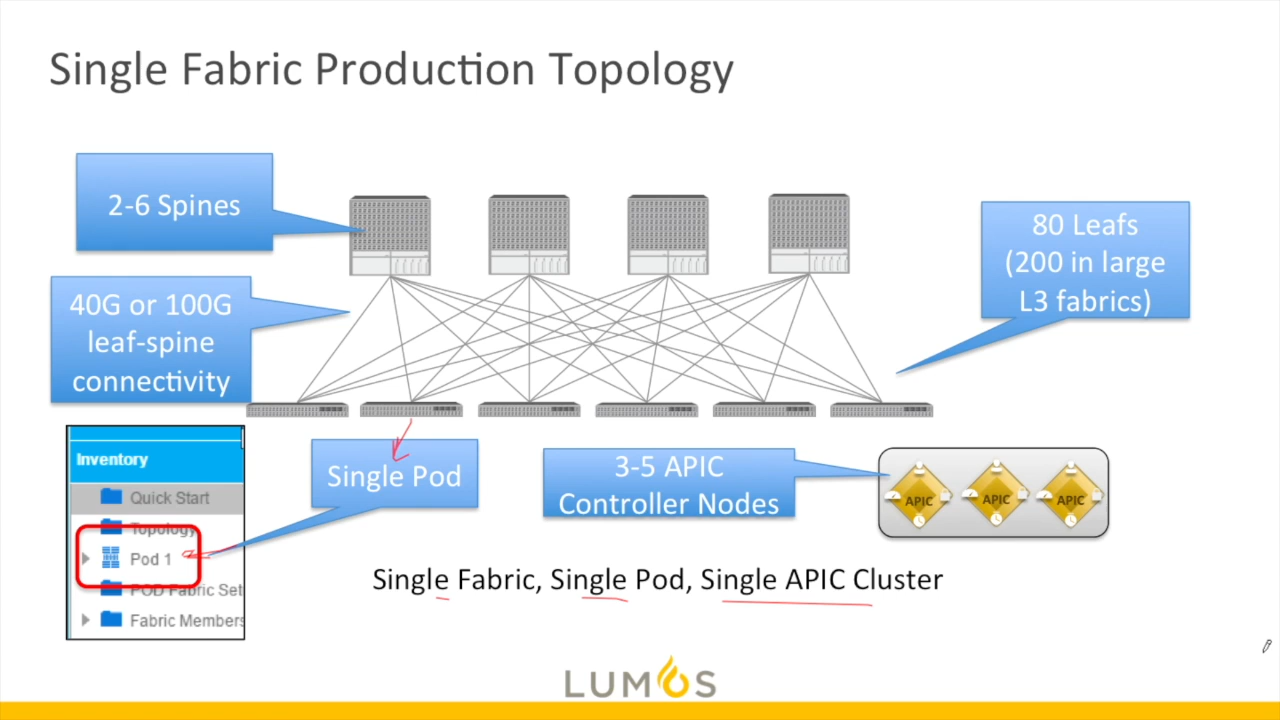 Single Fabric Production Topology
2-6 Spines
40G or 100G
leaf-spine
connectivity
80 Leafs
(200 in large
L3 fabrics)
Inventory
Quick Start
Topology
Pod 1
POD Fabric Set
Fabric Members
Single Pod
3-5 APIC
Controller Nodes
APIC
APIC
APIC
Single Fabric, Single Pod, Single APIC Cluster
LUMOS